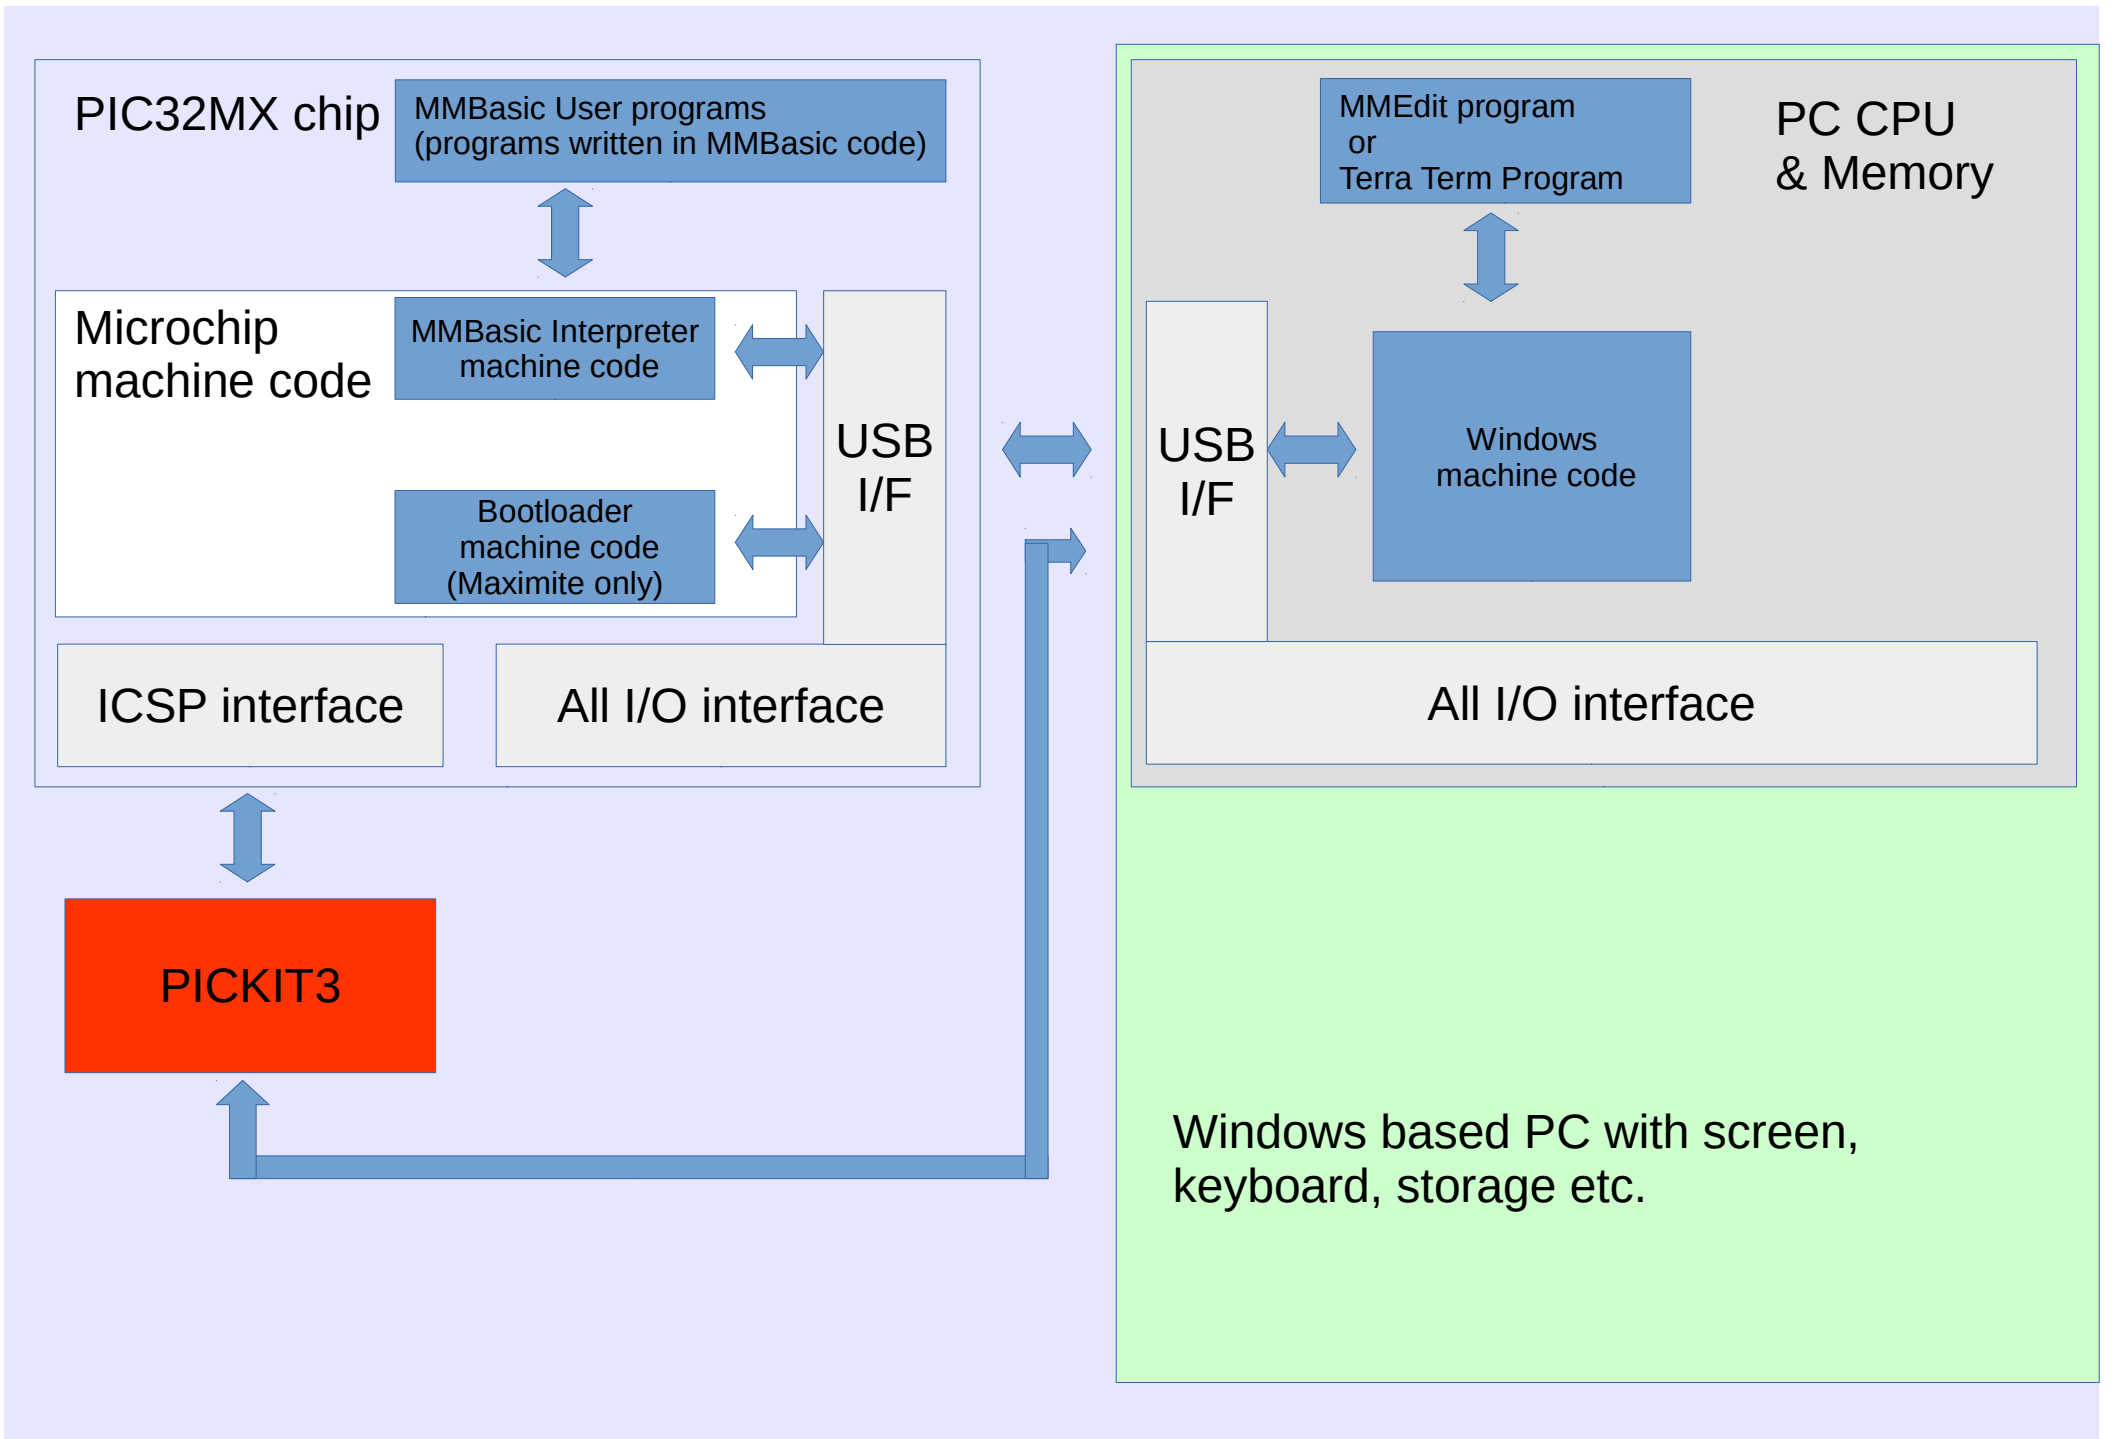 PIC32MX chip
MMBasic User programs
(programs written in MMBasic code)
Microchip
machine code
MMBasic Interpreter
machine code
Bootloader
machine code
(Maximite only)
USB
I/F
ICSP interface
All I/O interface
PICKIT3
MMEdit program
or
Terra Term Program
PC CPU
& Memory
USB
I/F
Windows
machine code
All I/O interface
Windows based PC with screen,
keyboard, storage etc.